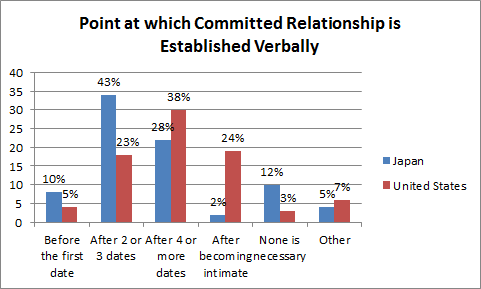 Point at which Committed Relationship is
Established Verbally
40
35
30
25
20
15
10
5
0
10%
5%
43%
23%
28%
38%
2%
24%
12%
3%
5%
7%
Before
the first
date
After 2 or
3 dates
After 4 or
more
dates
After
becoming
intimate
None is
necessary
Other
Japan
United States